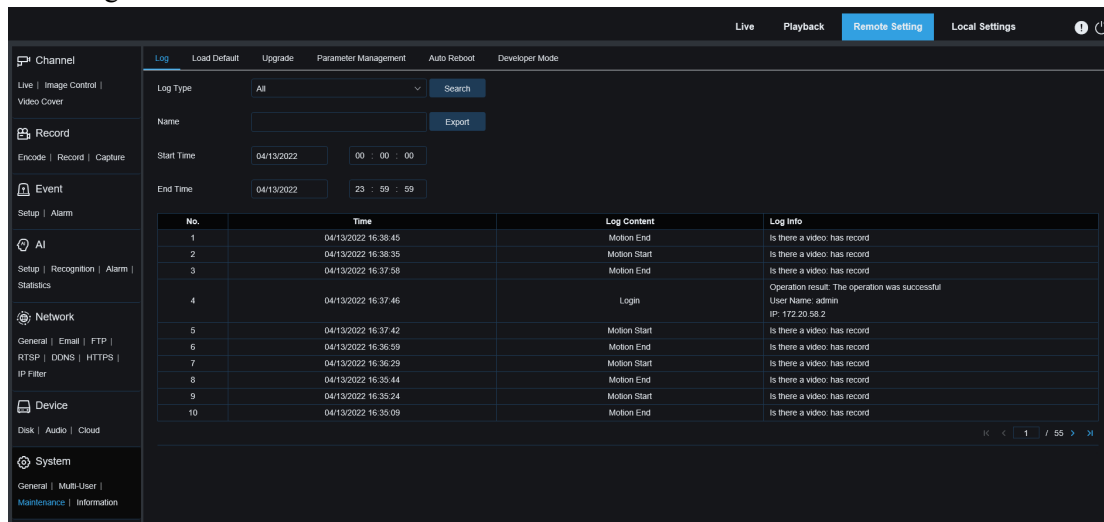 Live Playback Remote Setting Local Settings
Channel
Live | Image Control |
Video Cover
Record
Encode | Record | Capture
Event
Setup | Alarm
AI
Setup | Recognition | Alarm |
Statistics
Network
General | Email | FTP |
RTSP | DDNS | HTTPS |
IP Filter
Device
Disk | Audio | Cloud
System
General | Multi-User |
Maintenance | Information
Log Load Default Upgrade Parameter Management Auto Reboot Developer Mode
Log Type All Search
Name Export
Start Time 04/13/2022 00 : 00 : 00
End Time 04/13/2022 23 : 59 : 59
No. Time Log Content Log Info
1 04/13/2022 16:38:45 Motion End Is there a video: has record
2 04/13/2022 16:38:35 Motion Start Is there a video: has record
3 04/13/2022 16:37:58 Motion End Is there a video: has record
4 04/13/2022 16:37:46 Login Operation result: The operation was successful
User Name: admin
IP: 172.20.58.2
5 04/13/2022 16:37:42 Motion Start Is there a video: has record
6 04/13/2022 16:36:59 Motion End Is there a video: has record
7 04/13/2022 16:36:29 Motion Start Is there a video: has record
8 04/13/2022 16:35:44 Motion End Is there a video: has record
9 04/13/2022 16:35:24 Motion Start Is there a video: has record
10 04/13/2022 16:35:09 Motion End Is there a video: has record
1 / 55